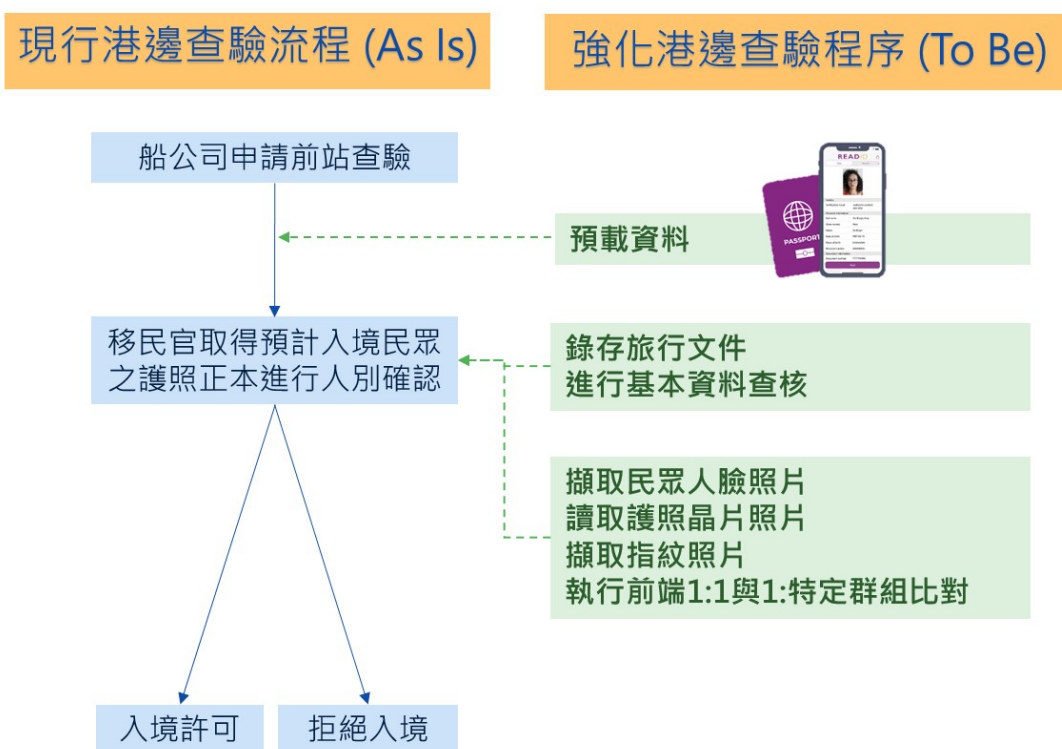 現行港邊查驗流程 (As Is)
強化港邊查驗程序 (To Be)
船公司申請前站查驗
預載資料
PASSPORT
READID
移民官取得預計入境民眾
之護照正本進行人別確認
錄存旅行文件
進行基本資料查核
擷取民眾人臉照片
讀取護照晶片照片
擷取指紋照片
執行前端1:1與1:特定群組比對
入境許可
拒絕入境